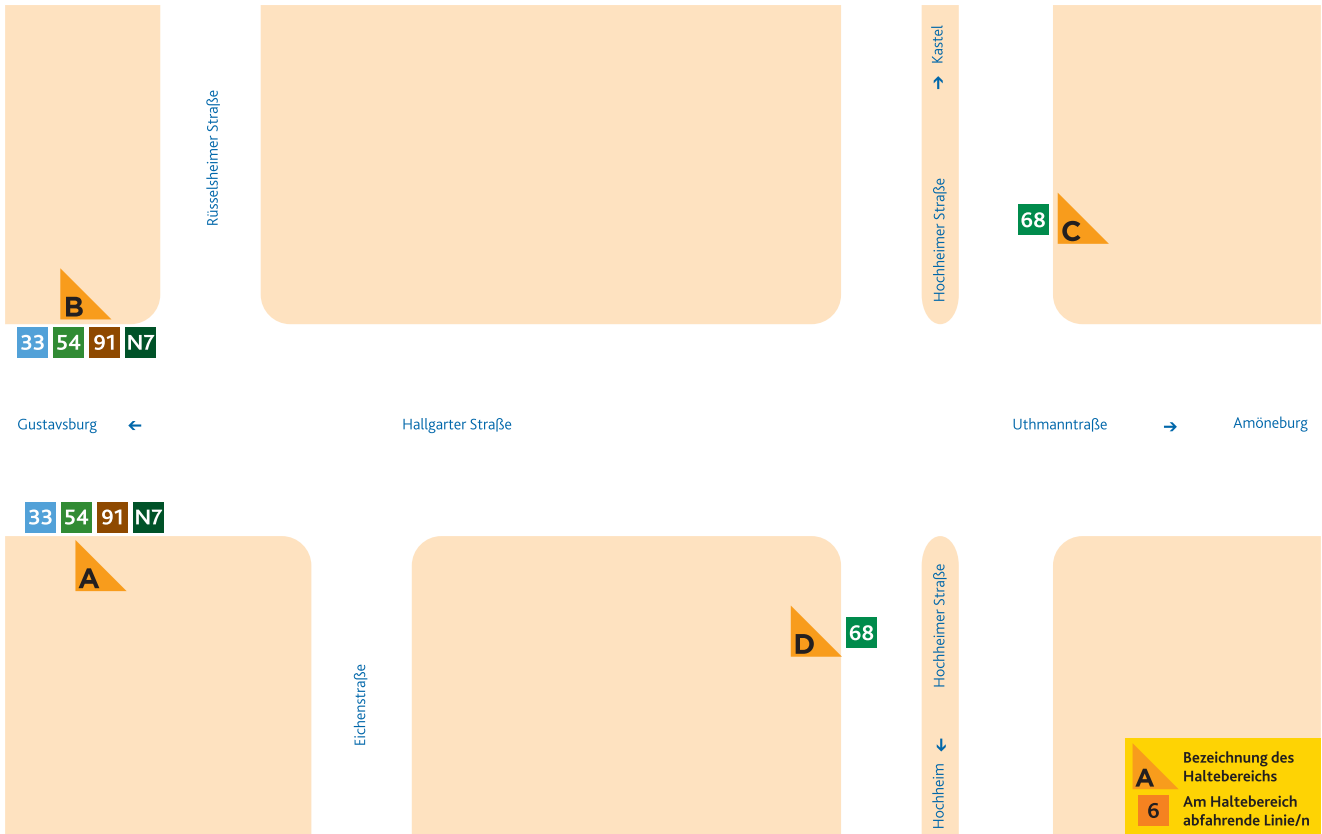 Kastel
Rüsselsheimer Straße
Hochheimer Straße
68
C
B
33 54 91 N7
Gustavsburg
Hallgarter Straße
Uthmanntraße
Amöneburg
33 54 91 N7
A
Eichenstraße
D
68
Hochheimer Straße
Hochheim
A
Bezeichnung des
Haltebereichs
6
Am Haltebereich
abfahrende Linie/n